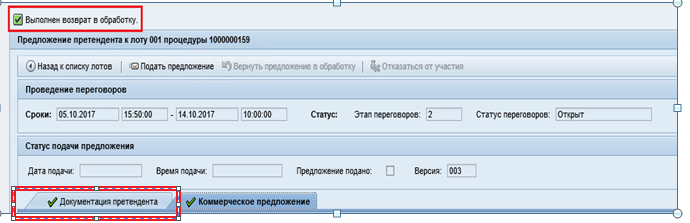 Выполнен возврат в обработку.
Предложение претендента к лоту 001 процедуры 1000000159
Назад к списку лотов Подать предложение Вернуть предложение в обработку Отказаться от участия
Проведение переговоров
Сроки: 05.10.2017 15:50:00 - 14.10.2017 10:00:00 Статус: Этап переговоров: 2 Статус переговоров: Открыт
Статус подачи предложения
Дата подачи: Время подачи: Предложение подано: Версия: 003
Документация претендента Коммерческое предложение